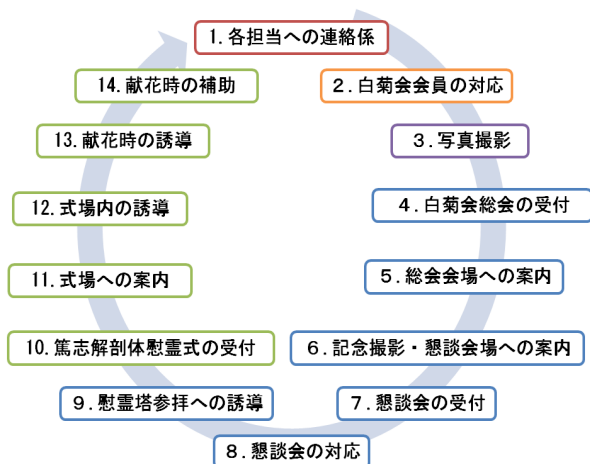 1.各担当への連絡係
2.白菊会会員の対応
3.写真撮影
4.白菊会総会の受付
5.総会会場への案内
6.記念撮影・懇談会場への案内
7.懇談会の受付
8.懇談会の対応
9.慰霊塔参拝への誘導
10.篤志解剖体慰霊式の受付
11.式場への案内
12.式場内の誘導
13.献花時の誘導
14.献花時の補助